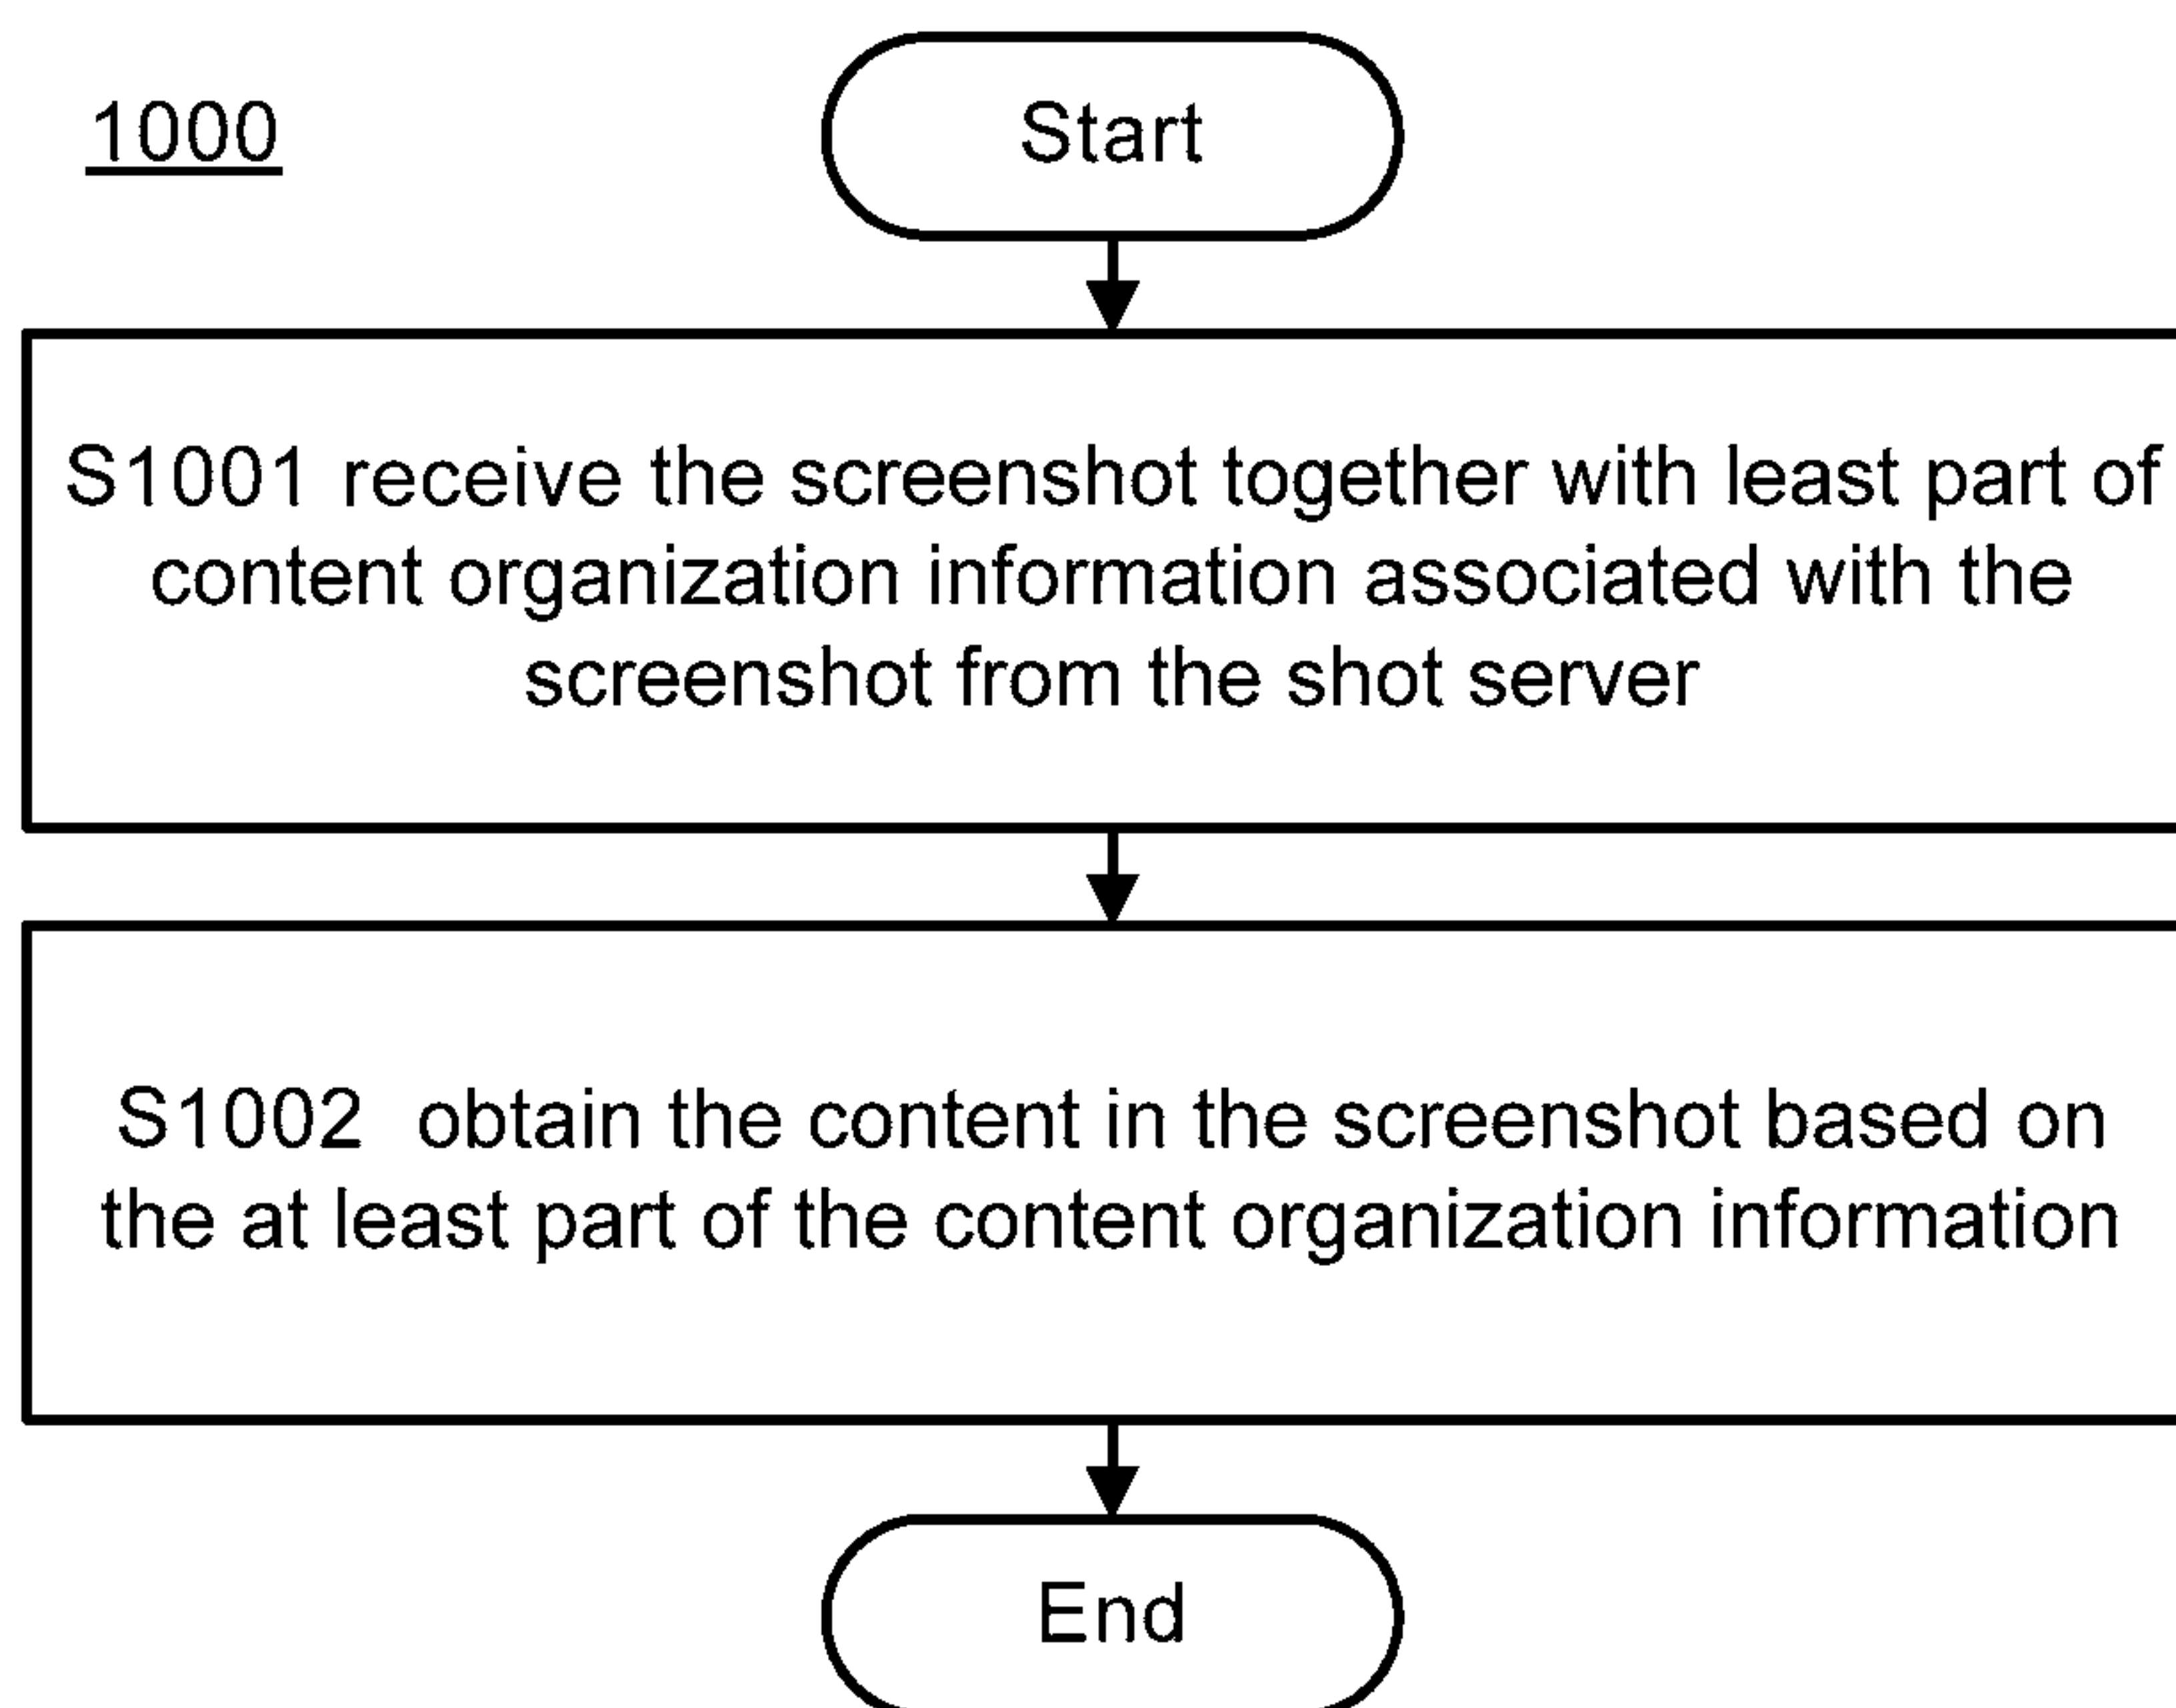 1000
Start
S1001 receive the screenshot together with least part of
content organization information associated with the
screenshot from the shot server
S1002 obtain the content in the screenshot based on
the at least part of the content organization information
End